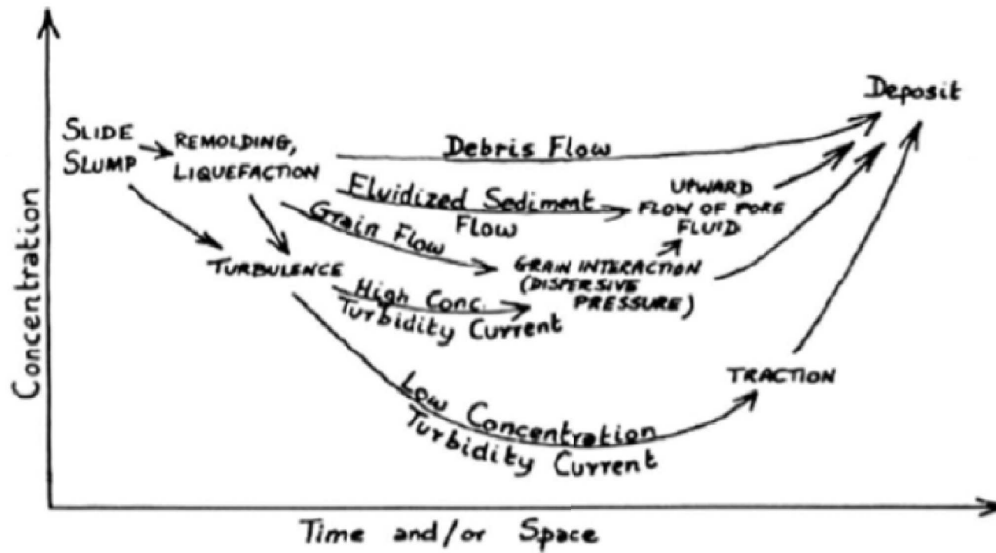 Concentration
Deposit
SLIDE
SLUMP
REMOLDING,
LIQUEFACTION
Debris Flow
Fluidized Sediment
Flow
UPWARD
FLOW OF PORE
FLUID
Grain Flow
TURBULENCE
GRAIN INTERACTION
(DISPERSIVE
PRESSURE)
High Conc.
Turbidity Current
TRACTION
Low Concentration
Turbidity Current
Time and/or Space